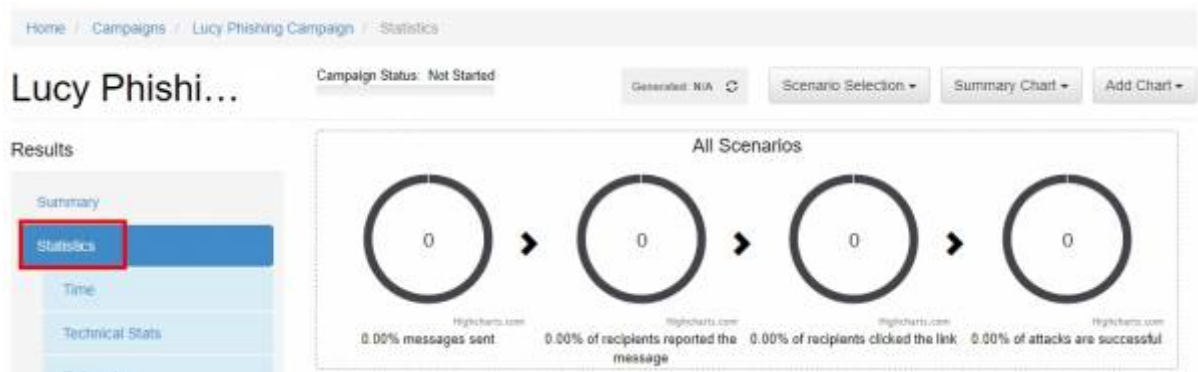 Home / Campaigns / Lucy Phishing Campaign / Statistics
Lucy Phishi...
Campaign Status: Not Started
Generated: N/A
Scenario Selection
Summary Chart
Add Chart
Results
Summary
Statistics
Time
Technical Stats
All Scenarios
0
0
0
0
Highcharts.com
Highcharts.com
Highcharts.com
Highcharts.com
0.00% messages sent
0.00% of recipients reported the
message
0.00% of recipients clicked the link
0.00% of attacks are successful